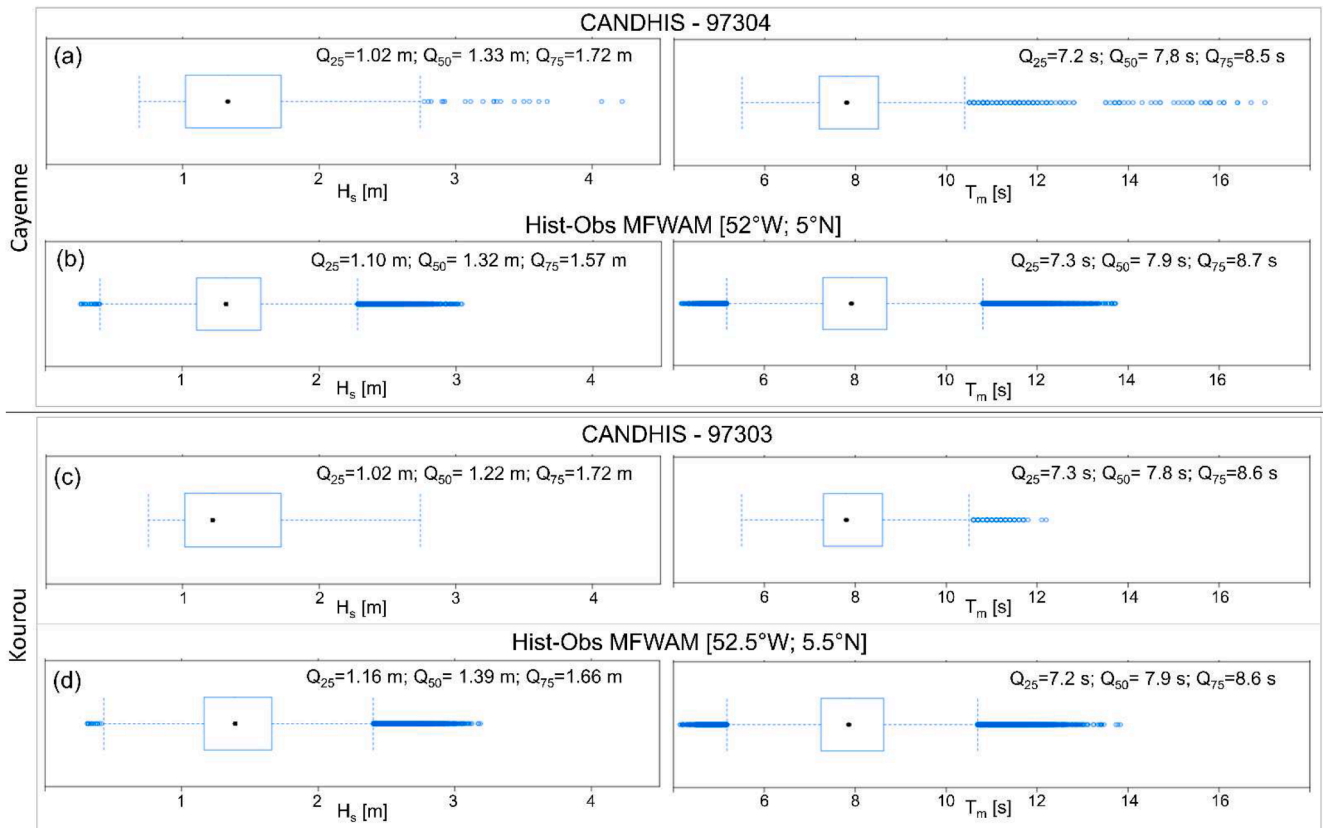 CANDHIS - 97304
Cayenne
(a)
Q25=1.02 m; Q50= 1.33 m; Q75=1.72 m
Q25=7.2 s; Q50= 7,8 s; Q75=8.5 s
1 2 3 4
6 8 10 12 14 16
Hs [m]
Tm [s]
Hist-Obs MFWAM [52°W; 5°N]
(b)
Q25=1.10 m; Q50= 1.32 m; Q75=1.57 m
Q25=7.3 s; Q50= 7.9 s; Q75=8.7 s
1 2 3 4
6 8 10 12 14 16
Hs [m]
Tm [s]
CANDHIS - 97303
Kourou
(c)
Q25=1.02 m; Q50= 1.22 m; Q75=1.72 m
Q25=7.3 s; Q50= 7.8 s; Q75=8.6 s
1 2 3 4
6 8 10 12 14 16
Hs [m]
Tm [s]
Hist-Obs MFWAM [52.5°W; 5.5°N]
(d)
Q25=1.16 m; Q50= 1.39 m; Q75=1.66 m
Q25=7.2 s; Q50= 7.9 s; Q75=8.6 s
1 2 3 4
6 8 10 12 14 16
Hs [m]
Tm [s]